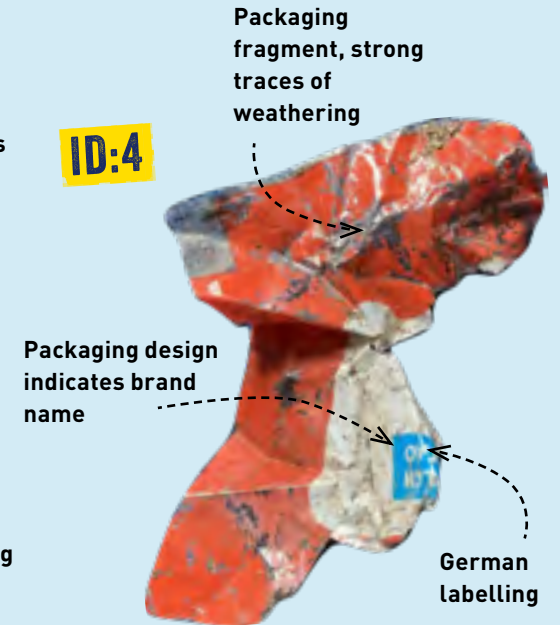 Packaging
fragment, strong
traces of
weathering
ID:4
Packaging design
indicates brand
name
German
labelling